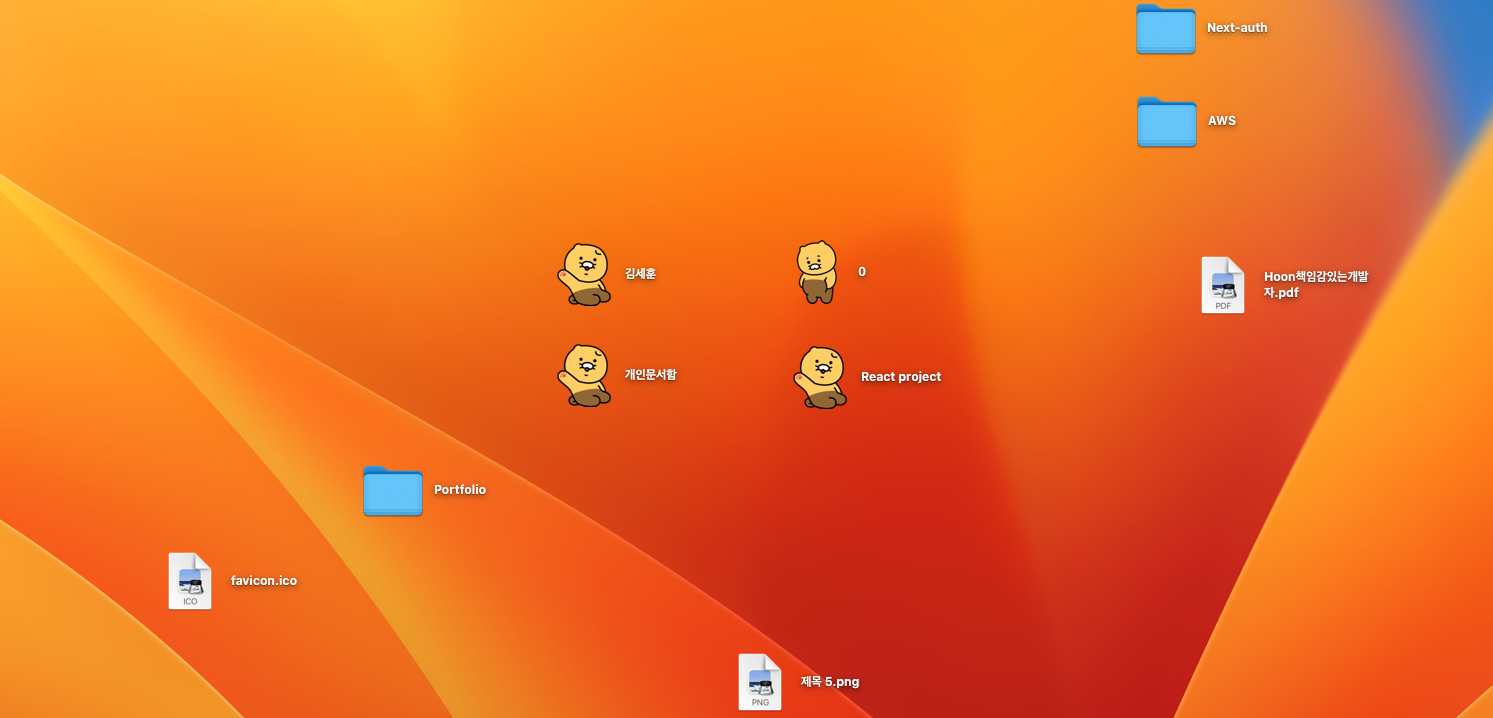 Next-auth
AWS
김세훈
0
Hoon책임감있는개발
자.pdf
PDF
개인문서함
React project
Portfolio
favicon.ico
ICO
제목 5.png
PNG